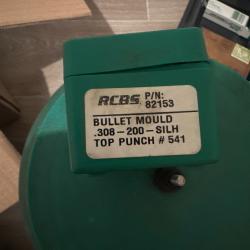 RCBS P/N:
82153
BULLET MOULD
.308-200-SILH
TOP PUNCH # 541